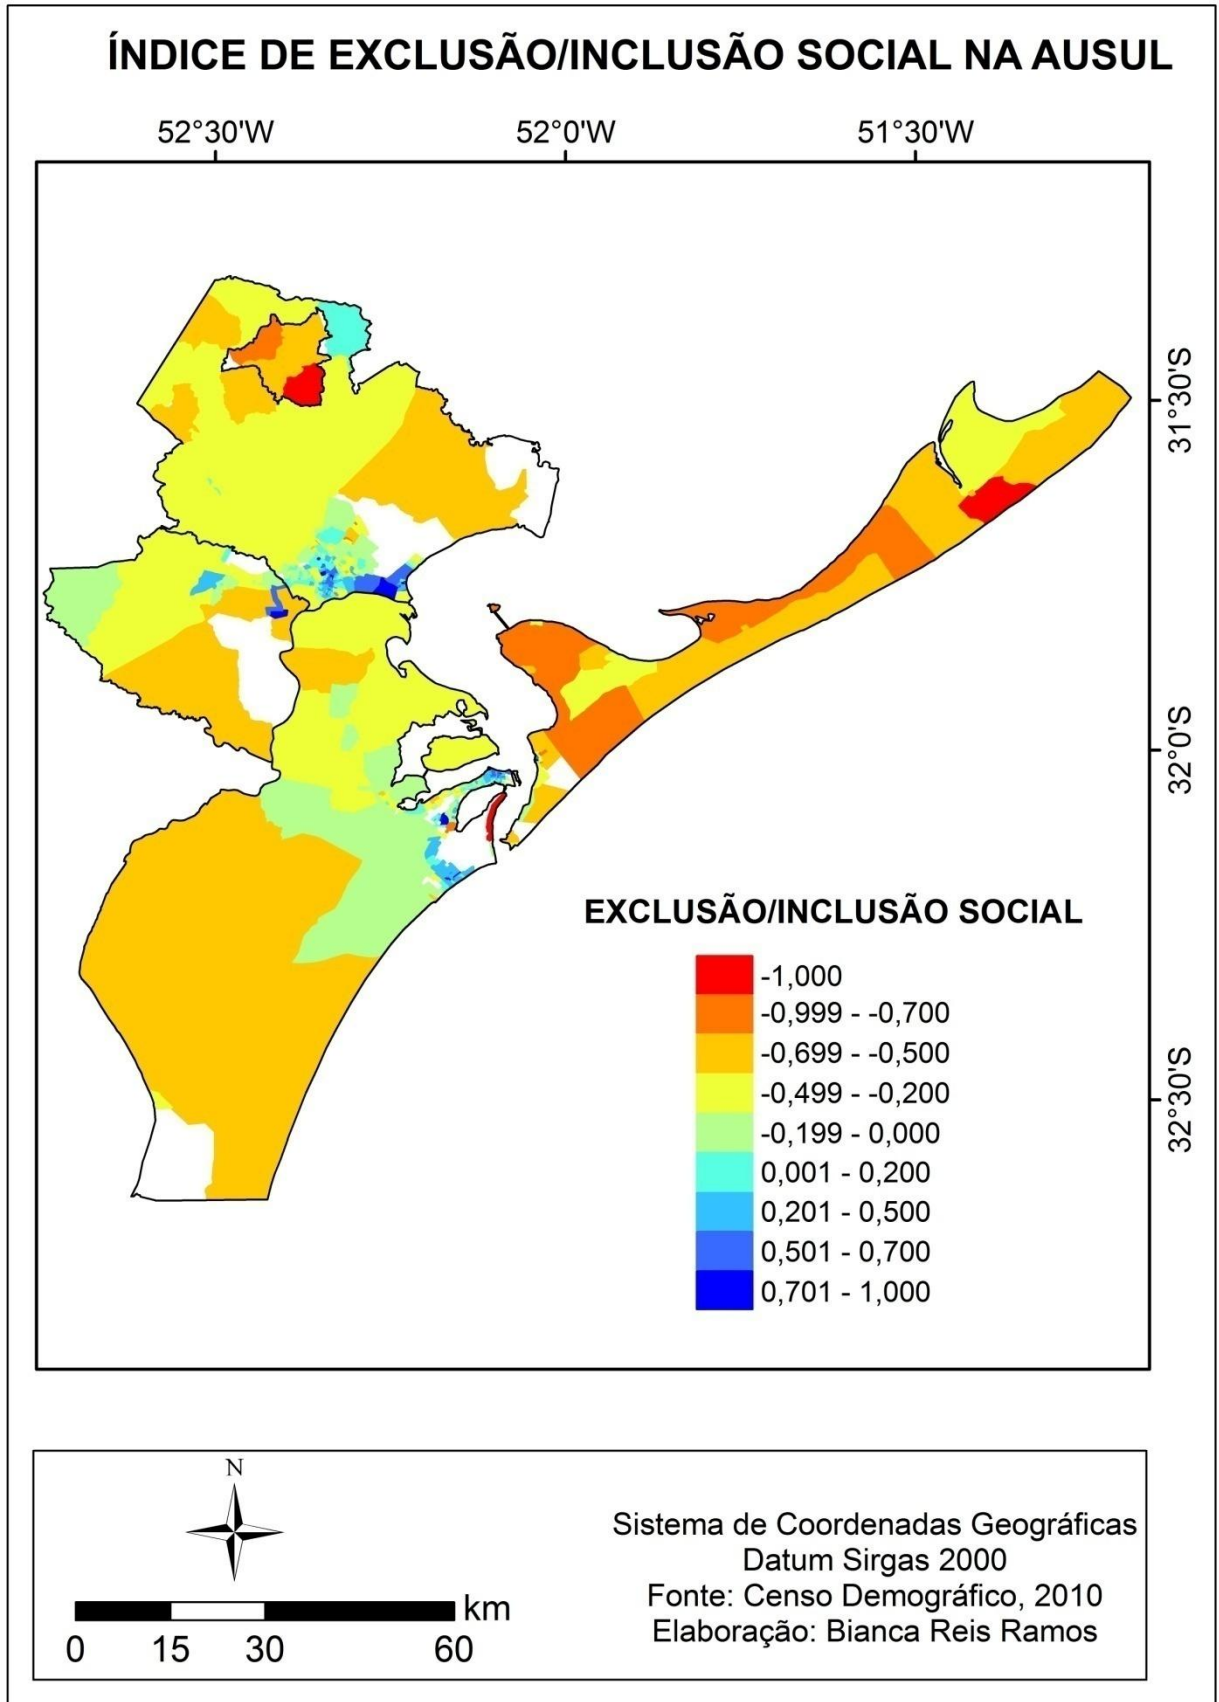 ÍNDICE DE EXCLUSÃO/INCLUSÃO SOCIAL NA AUSUL
52°30'W
52°0'W
51°30'W
31°30'S
32°0'S
32°30'S
EXCLUSÃO/INCLUSÃO SOCIAL
-1,000
-0,999 - -0,700
-0,699 - -0,500
-0,499 - -0,200
-0,199 - 0,000
0,001 - 0,200
0,201 - 0,500
0,501 - 0,700
0,701 - 1,000
N
km
0 15 30 60
Sistema de Coordenadas Geográficas
Datum Sirgas 2000
Fonte: Censo Demográfico, 2010
Elaboração: Bianca Reis Ramos